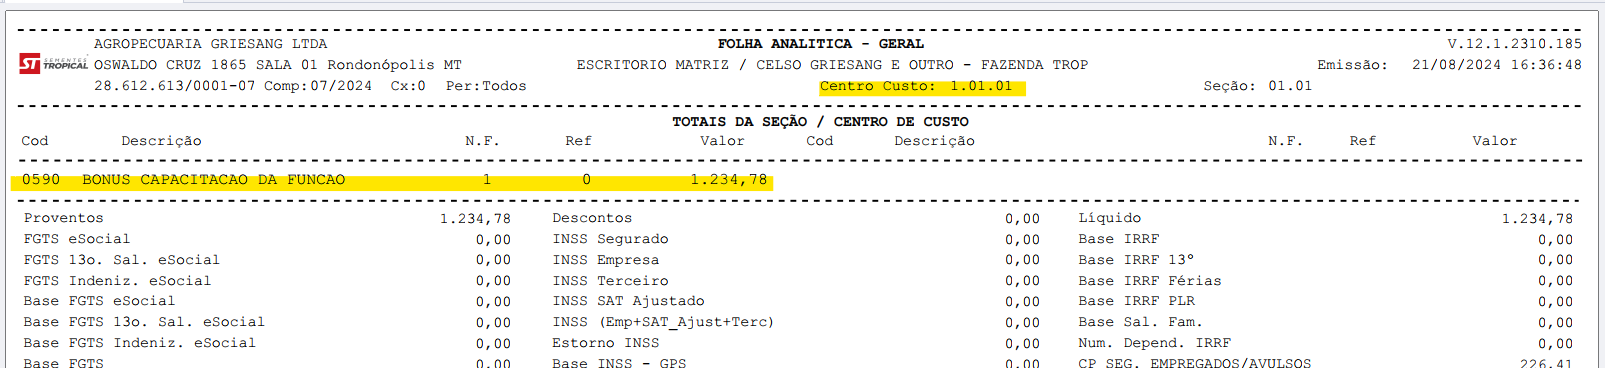 AGROPECUARIA GRIESANG LTDA FOLHA ANALITICA - GERAL V.12.1.2310.185
ST SEMENTES TROPICAL OSWALDO CRUZ 1865 SALA 01 Rondonópolis MT ESCRITORIO MATRIZ / CELSO GRIESANG E OUTRO - FAZENDA TROP Emissão: 21/08/2024 16:36:48
28.612.613/0001-07 Comp:07/2024 Cx:0 Per:Todos Centro Custo: 1.01.01 Seção: 01.01
TOTAIS DA SEÇÃO / CENTRO DE CUSTO
Cod Descrição N.F. Ref Valor Cod Descrição N.F. Ref Valor
0590 BONUS CAPACITACAO DA FUNCAO 1 0 1.234,78
Proventos 1.234,78 Descontos 0,00 Líquido 1.234,78
FGTS eSocial 0,00 INSS Segurado 0,00 Base IRRF 0,00
FGTS 13o. Sal. eSocial 0,00 INSS Empresa 0,00 Base IRRF 13º 0,00
FGTS Indeniz. eSocial 0,00 INSS Terceiro 0,00 Base IRRF Férias 0,00
Base FGTS eSocial 0,00 INSS SAT Ajustado 0,00 Base IRRF PLR 0,00
Base FGTS 13o. Sal. eSocial 0,00 INSS (Emp+SAT_Ajust+Terc) 0,00 Base Sal. Fam. 0,00
Base FGTS Indeniz. eSocial 0,00 Estorno INSS 0,00 Num. Depend. IRRF 0,00
Base FGTS 0,00 Base INSS - GPS 0,00 CP SEG. EMPREGADOS/AVULSOS 226,41